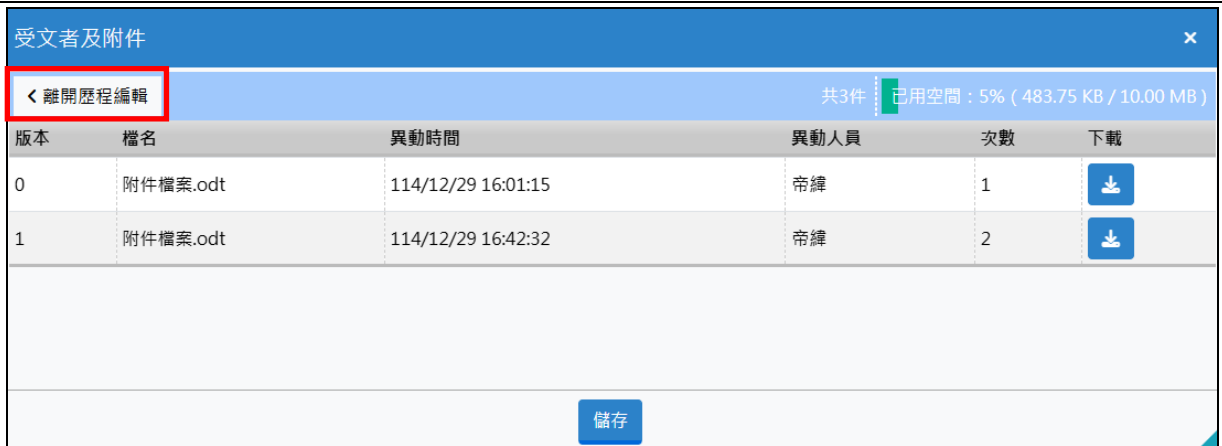 受文者及附件 ×
離開歷程編輯 共3件 已用空間：5% ( 483.75 KB / 10.00 MB )
版本 檔名 異動時間 異動人員 次數 下載
0 附件檔案.odt 114/12/29 16:01:15 帝緯 1
1 附件檔案.odt 114/12/29 16:42:32 帝緯 2
儲存